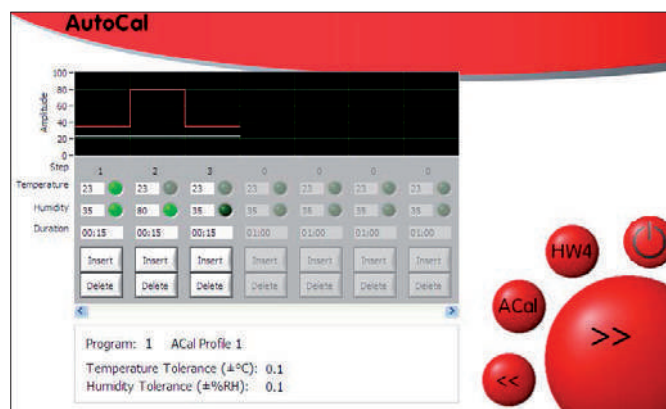 AutoCal
100
80
60
40
20
0
Amplitude
Step 1 2 3 0 0 0 0
Temperature 23 23 23 23 23 23 23
Humidity 35 80 35 35 35 35 35
Duration 00:15 00:15 00:15 01:00 01:00 01:00 01:00
Insert Insert Insert Insert Insert Insert Insert
Delete Delete Delete Delete Delete Delete Delete
HW4
ACal
>>
<<
Program: 1 ACal Profile 1
Temperature Tolerance (±°C): 0.1
Humidity Tolerance (±%RH): 0.1